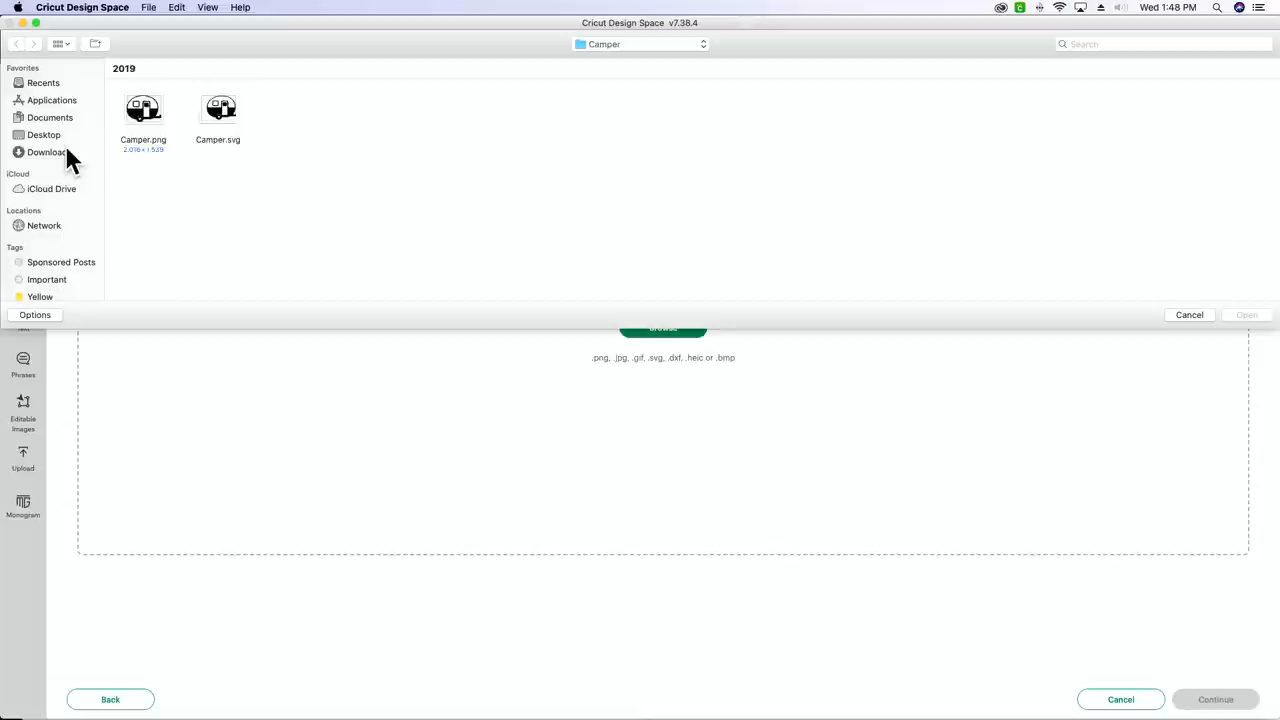 Cricut Design Space File Edit View Help Wed 1:48 PM
Cricut Design Space v7.38.4
Camper
Search
Favorites
Recents
Applications
Documents
Desktop
iCloud
iCloud Drive
Locations
Network
Tags
Sponsored Posts
Important
Yellow
2019
Camper.png Camper.svg
Options Cancel Open
.png, .jpg, .gif, .svg, .dxf, .heic or .bmp
Phrases
Editable
Images
Upload
Monogram
Back Cancel Continue